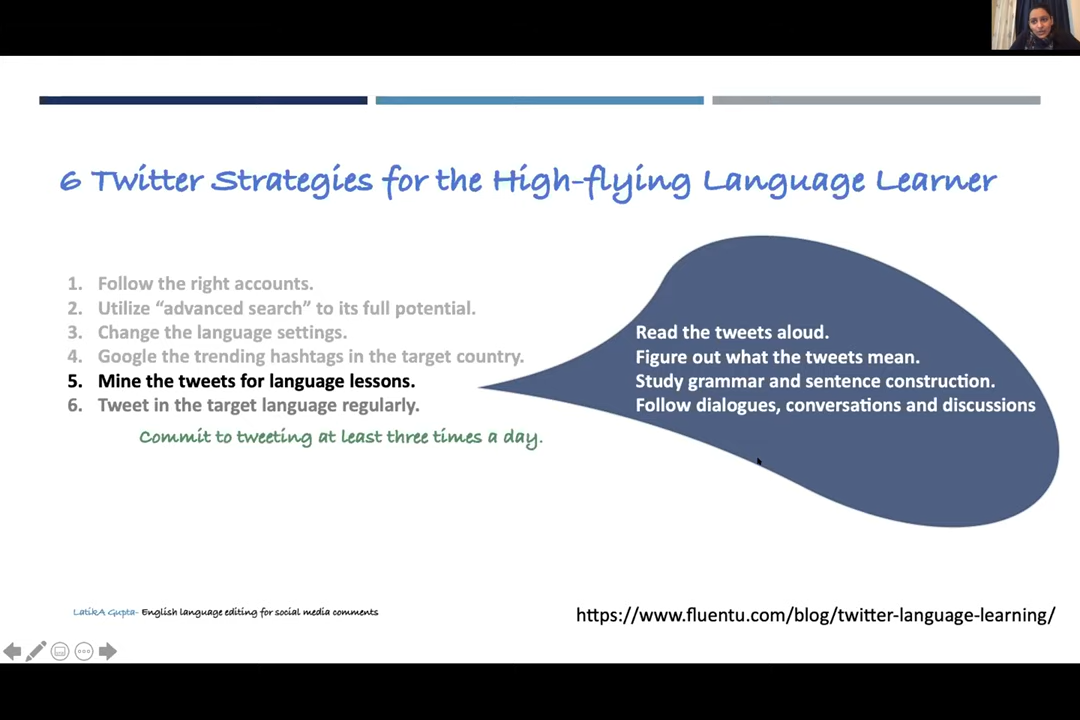 6 Twitter Strategies for the High-flying Language Learner
1. Follow the right accounts.
2. Utilize “advanced search” to its full potential.
3. Change the language settings.
4. Google the trending hashtags in the target country.
5. Mine the tweets for language lessons.
6. Tweet in the target language regularly.
Commit to tweeting at least three times a day.
Read the tweets aloud.
Figure out what the tweets mean.
Study grammar and sentence construction.
Follow dialogues, conversations and discussions
LatikA Gupta- English language editing for social media comments
https://www.fluentu.com/blog/twitter-language-learning/